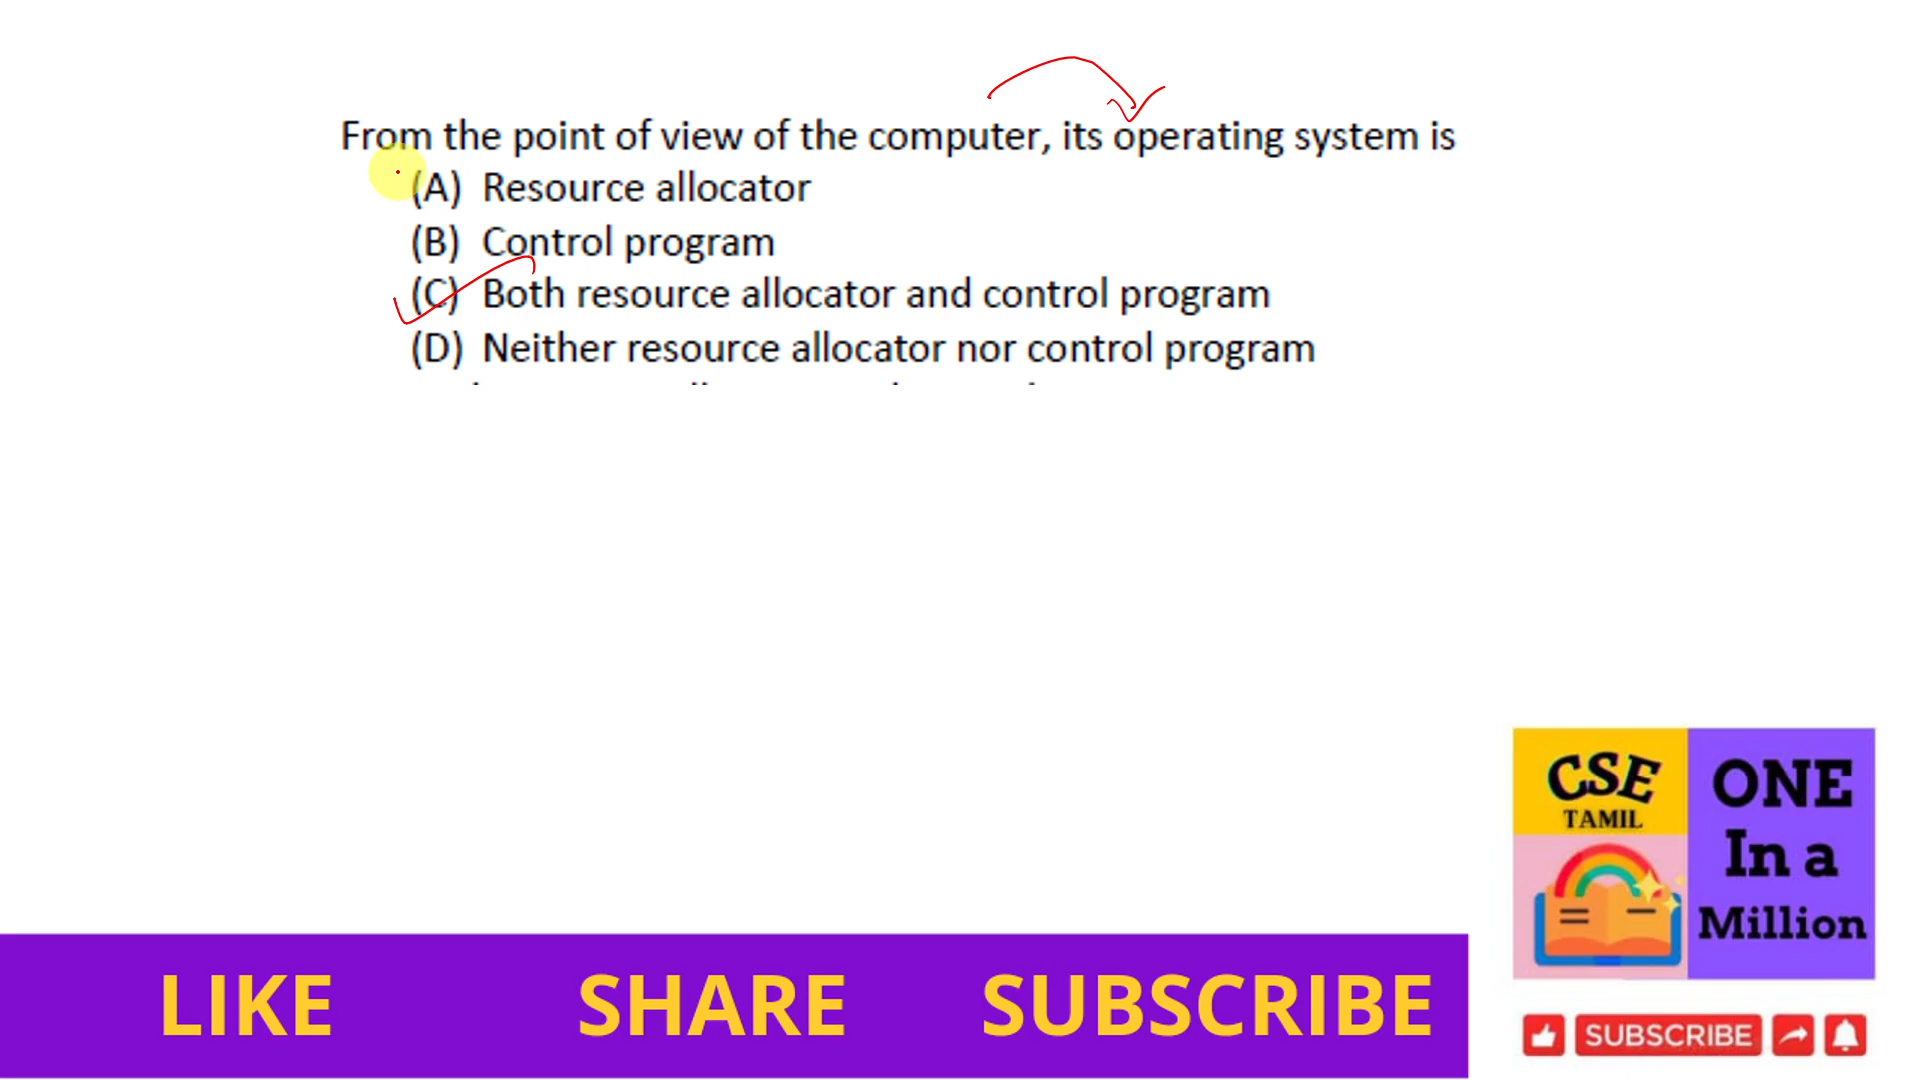 From the point of view of the computer, its operating system is
(A) Resource allocator
(B) Control program
(C) Both resource allocator and control program
(D) Neither resource allocator nor control program
CSE
TAMIL
ONE
In a
Million
LIKE SHARE SUBSCRIBE
SUBSCRIBE